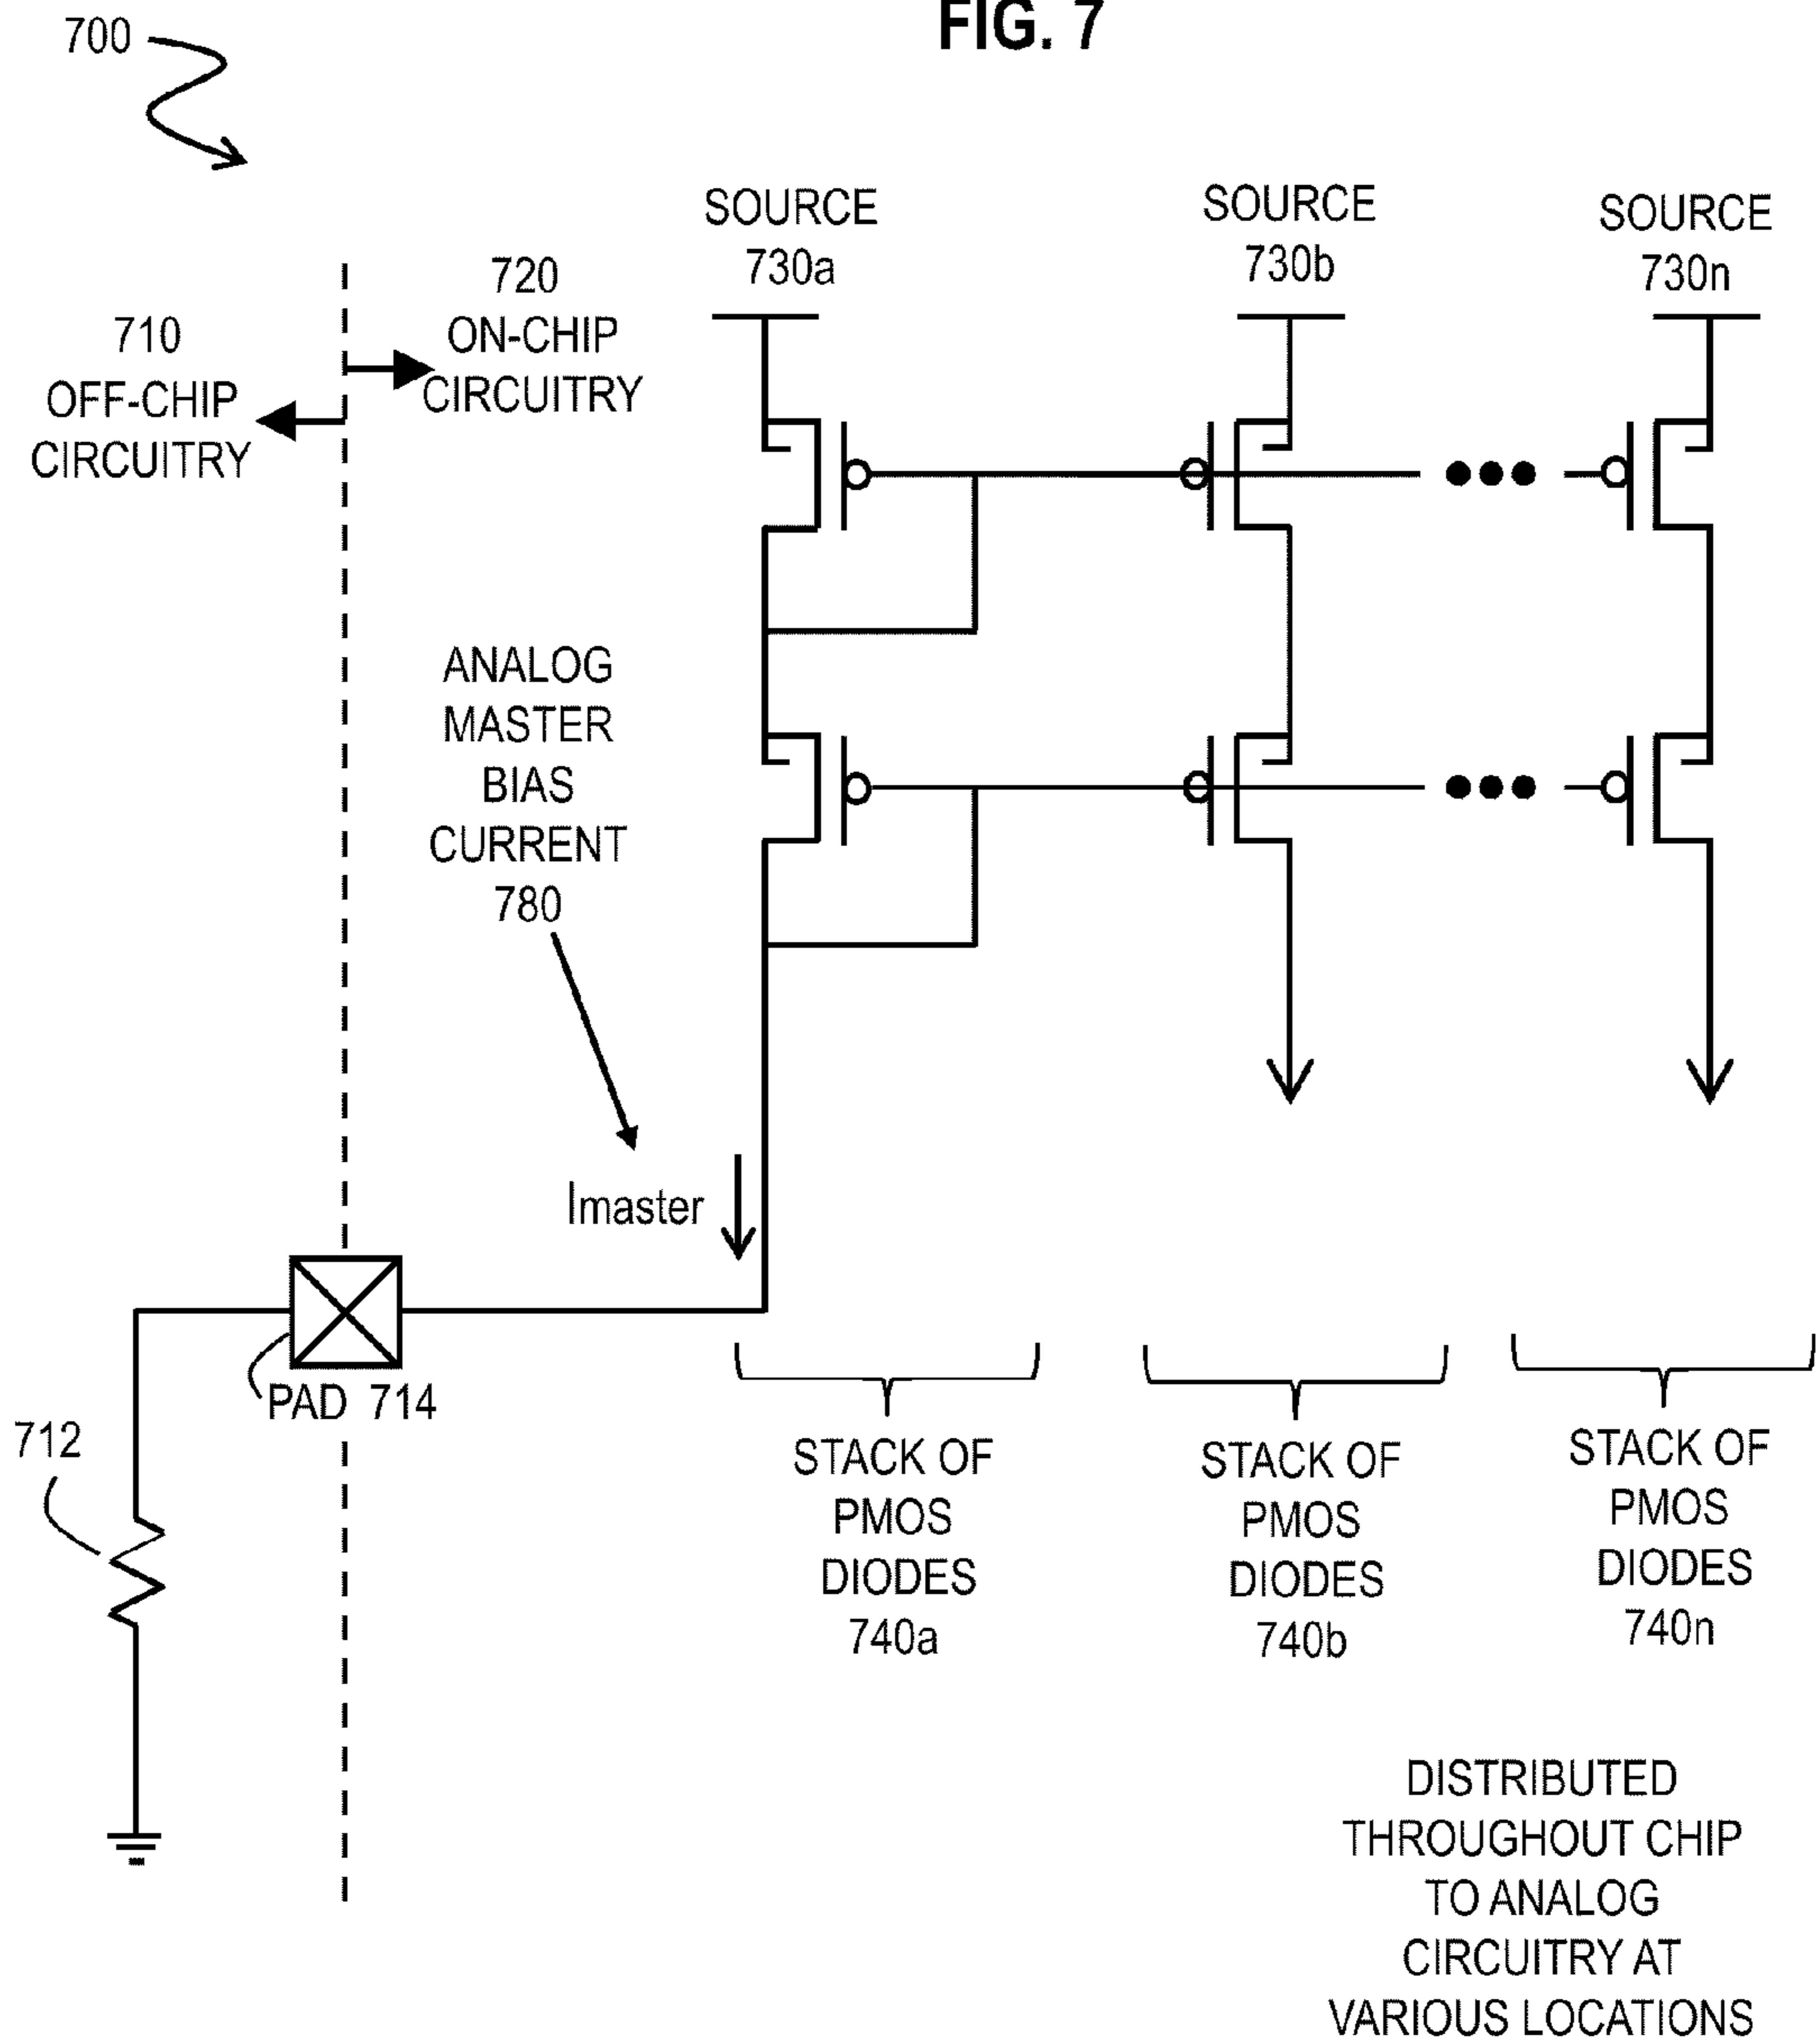 FIG. 7
700
SOURCE
730a
SOURCE
730b
SOURCE
730n
710
OFF-CHIP
CIRCUITRY
720
ON-CHIP
CIRCUITRY
ANALOG
MASTER
BIAS
CURRENT
780
Imaster
PAD 714
712
STACK OF
PMOS
DIODES
740a
STACK OF
PMOS
DIODES
740b
STACK OF
PMOS
DIODES
740n
DISTRIBUTED
THROUGHOUT CHIP
TO ANALOG
CIRCUITRY AT
VARIOUS LOCATIONS